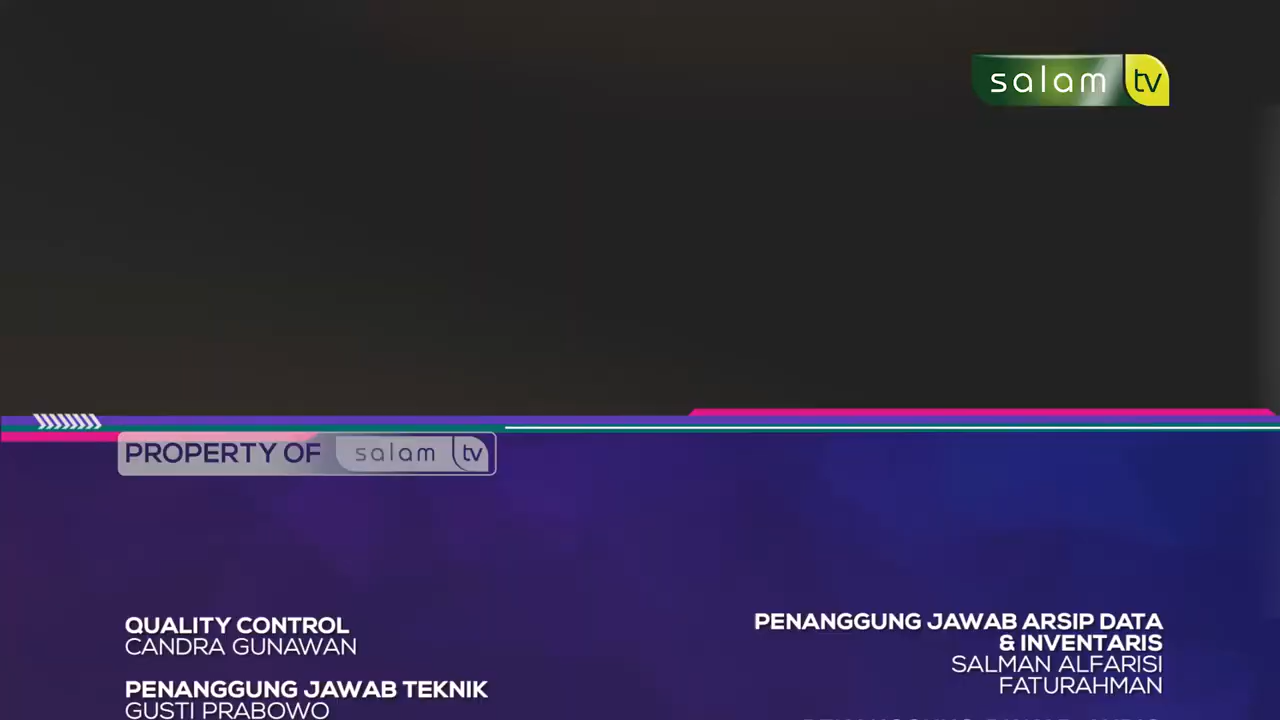 salam tv
PROPERTY OF salam tv
QUALITY CONTROL
CANDRA GUNAWAN
PENANGGUNG JAWAB TEKNIK
GUSTI PRABOWO
PENANGGUNG JAWAB ARSIP DATA
& INVENTARIS
SALMAN ALFARISI
FATURAHMAN